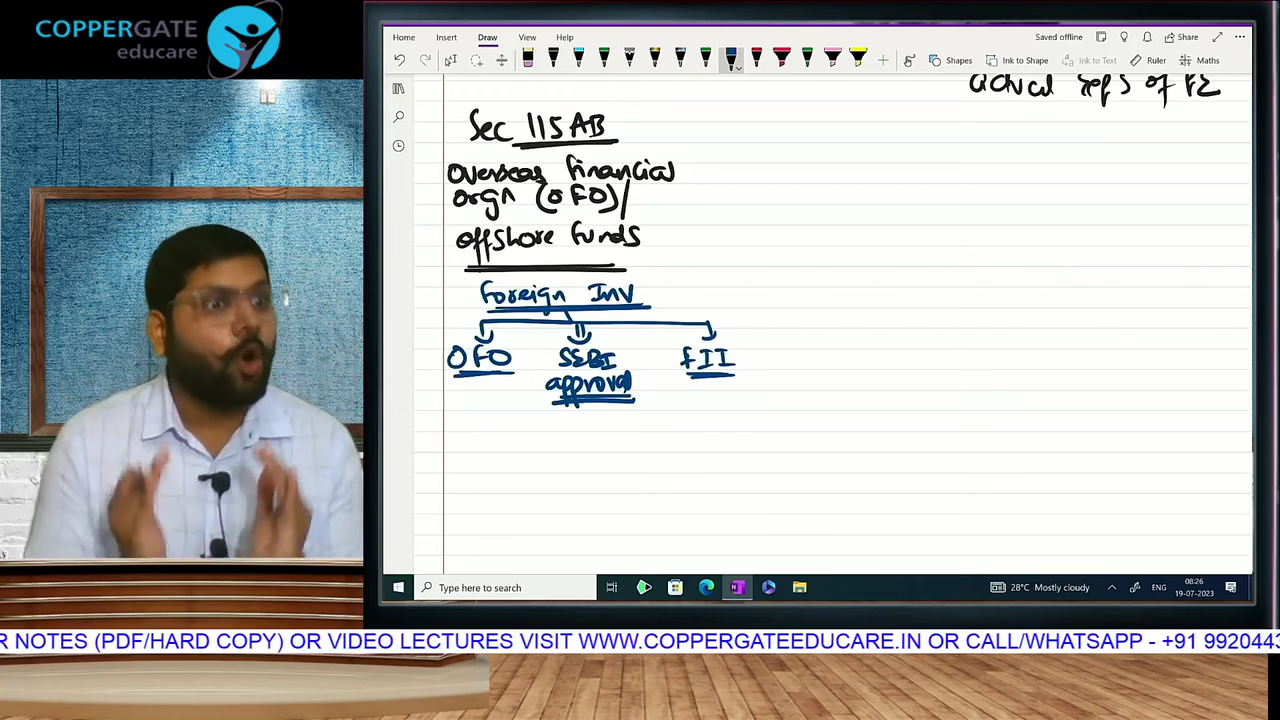 COPPERGATE
educare
Home Insert Draw View Help
Saved offline
Share
Shapes
Ink to Shape
Ink to Text
Ruler
Maths
actual
of
Sec 115AB
overseas financial
orgn (OFO)/
offshore funds
Foreign Inv
OFO SEBI FII
approval
Type here to search
28°C Mostly cloudy
ENG
08:26
19-07-2023
R NOTES (PDF/HARD COPY) OR VIDEO LECTURES VISIT WWW.COPPERGATEEDUCARE.IN OR CALL/WHATSAPP - +91 9920443